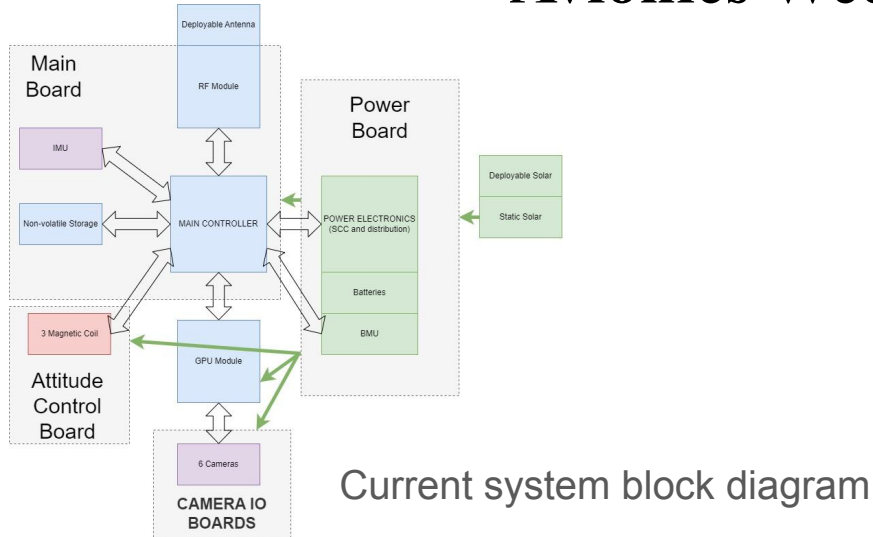 Deployable Antenna
Main
Board
RF Module
Power
Board
IMU
Deployable Solar
Non-volatile Storage
MAIN CONTROLLER
POWER ELECTRONICS
(SCC and distribution)
Static Solar
Batteries
3 Magnetic Coil
GPU Module
BMU
Attitude
Control
Board
6 Cameras
CAMERA IO
BOARDS
Current system block diagram